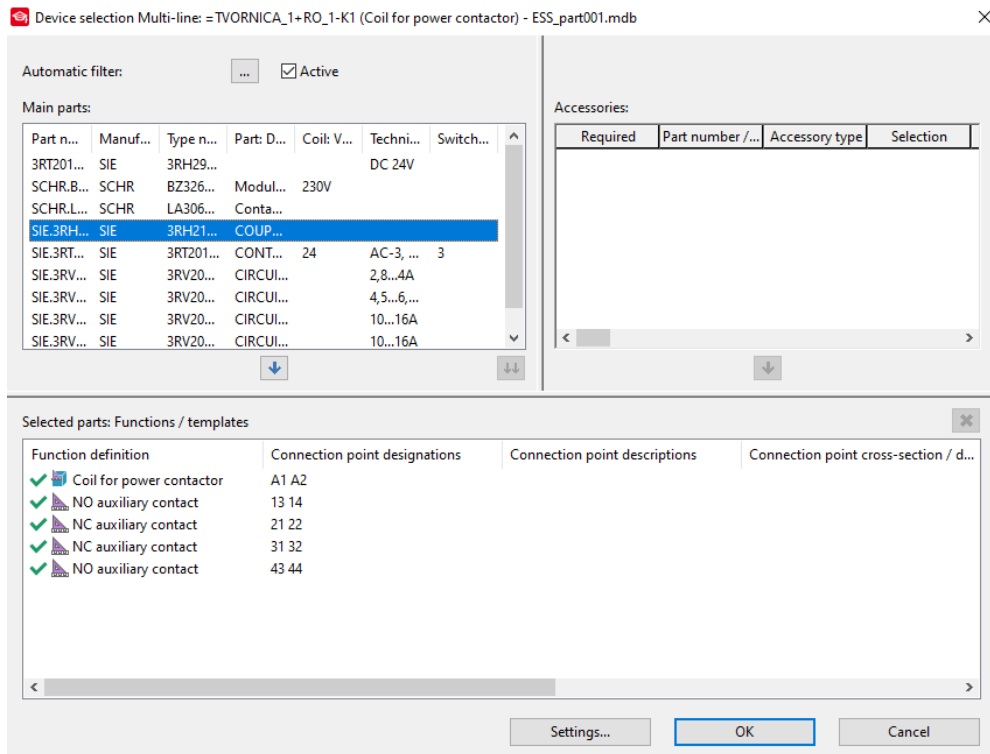 Device selection Multi-line: =TVORNICA_1+RO_1-K1 (Coil for power contactor) - ESS_part001.mdb
Automatic filter: ... Active
Main parts:
Part n... Manuf... Type n... Part: D... Coil: V... Techni... Switch...
3RT201... SIE 3RH29... DC 24V
SCHR.B... SCHR BZ326... Modul... 230V
SCHR.L... SCHR LA306... Conta...
SIE.3RH... SIE 3RH21... COUP...
SIE.3RT... SIE 3RT201... CONT... 24 AC-3, ... 3
SIE.3RV... SIE 3RV20... CIRCUI... 2,8...4A
SIE.3RV... SIE 3RV20... CIRCUI... 4,5...6,...
SIE.3RV... SIE 3RV20... CIRCUI... 10...16A
SIE.3RV... SIE 3RV20... CIRCUI... 10...16A
Accessories:
Required Part number /... Accessory type Selection
Selected parts: Functions / templates
Function definition Connection point designations Connection point descriptions Connection point cross-section / d...
Coil for power contactor A1 A2
NO auxiliary contact 13 14
NC auxiliary contact 21 22
NC auxiliary contact 31 32
NO auxiliary contact 43 44
Settings... OK Cancel